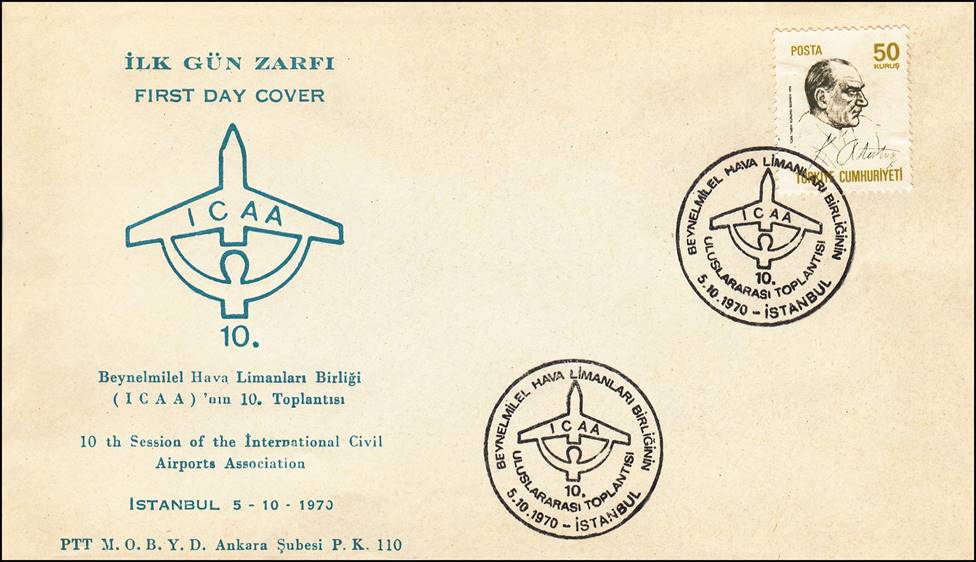 İLK GÜN ZARFI
FIRST DAY COVER
ICAA
10.
Beynelmilel Hava Limanları Birliği
( I C A A ) 'nın 10. Toplantısı
10 th Session of the İnternational Civil
Airports Association
İSTANBUL 5 - 10 - 1970
PTT M. O. B. Y. D. Ankara Şubesi P. K. 110
POSTA 50
KURUŞ
K. Atatürk
TÜRKİYE CUMHURİYETİ
BEYNELMİLEL HAVA LİMANLARI BİRLİĞİNİN
ICAA
10.
ULUSLARARASI TOPLANTISI
5.10.1970 – İSTANBUL
BEYNELMİLEL HAVA LİMANLARI BİRLİĞİNİN
ICAA
10.
ULUSLARARASI TOPLANTISI
5.10.1970 – İSTANBUL